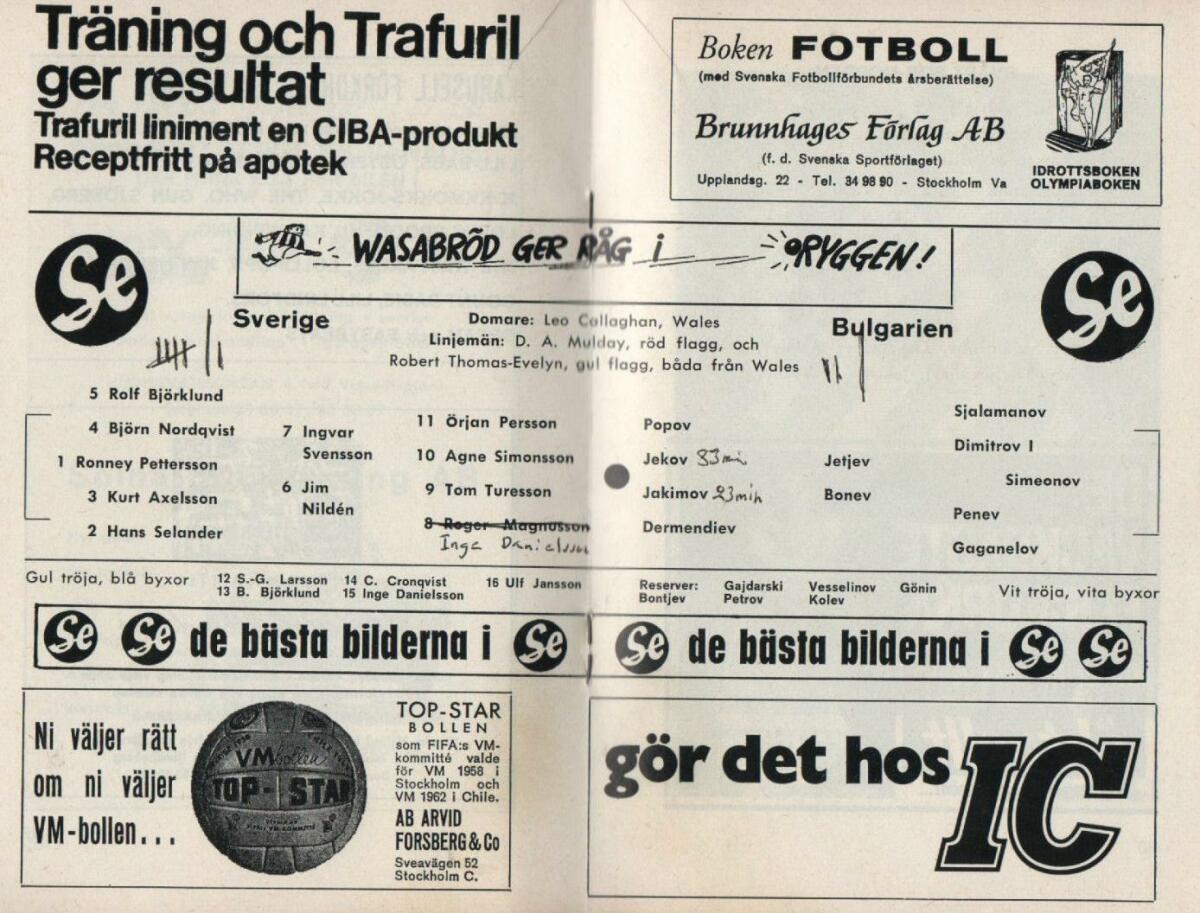 Träning och Trafuril
ger resultat
Trafuril liniment en CIBA-produkt
Receptfritt på apotek
Boken FOTBOLL
(med Svenska Fotbollförbundets årsberättelse)
Brunnhages Förlag AB
(f. d. Svenska Sportförlaget)
Upplandsg. 22 - Tel. 34 98 90 - Stockholm Va
IDROTTSBOKEN
OLYMPIABOKEN
WASABRÖD GER RÅG i RYGGEN!
Se
Se
Sverige
Domare: Leo Callaghan, Wales
Linjemän: D. A. Mulday, röd flagg, och
Robert Thomas-Evelyn, gul flagg, båda från Wales
Bulgarien
5 Rolf Björklund
4 Björn Nordqvist
1 Ronney Pettersson
3 Kurt Axelsson
2 Hans Selander
7 Ingvar
Svensson
6 Jim
Nildén
11 Örjan Persson
10 Agne Simonsson
9 Tom Turesson
8 Roger Magnusson
Inge Danielsson
Popov
Jekov 83 min
Jakimov 23 min
Dermendiev
Jetjev
Bonev
Sjalamanov
Dimitrov I
Simeonov
Penev
Gaganelov
Gul tröja, blå byxor
12 S.-G. Larsson 14 C. Cronqvist 16 Ulf Jansson
13 B. Björklund 15 Inge Danielsson
Reserver: Gajdarski Vesselinov Gönin
Bontjev Petrov Kolev
Vit tröja, vita byxor
Se Se de bästa bilderna i Se
Se de bästa bilderna i Se Se
Ni väljer rätt
om ni väljer
VM-bollen...
VM bollen
TOP-STAR
TOP-STAR
BOLLEN
som FIFA:s VM-
kommitté valde
för VM 1958 i
Stockholm och
VM 1962 i Chile.
AB ARVID
FORSBERG & Co
Sveavägen 52
Stockholm C.
gör det hos IC